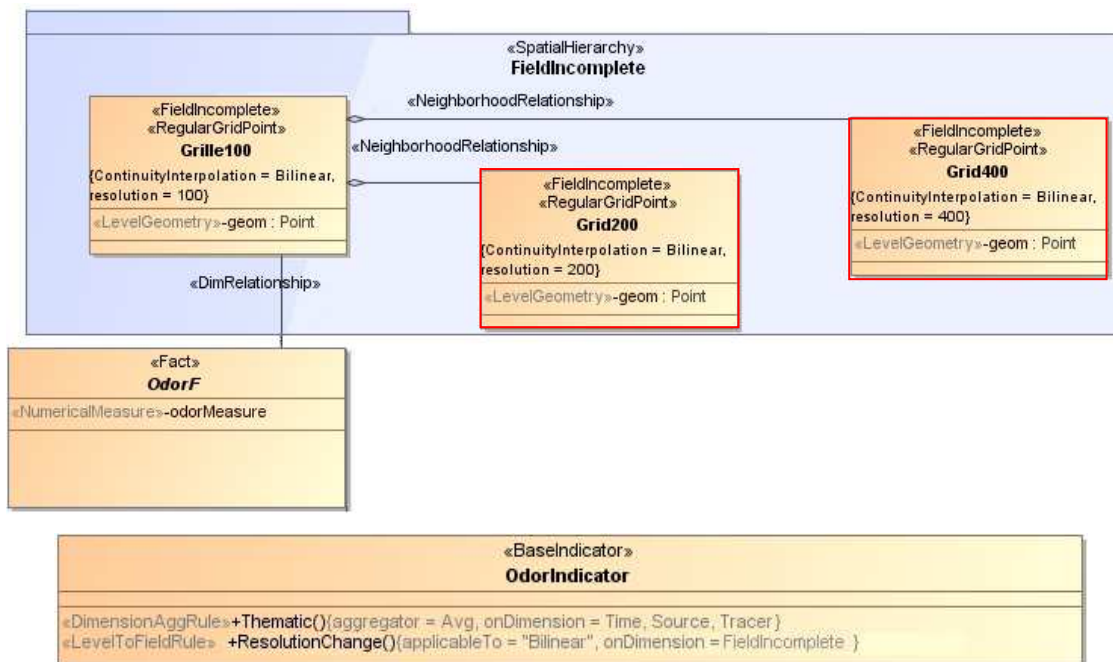 «SpatialHierarchy»
FieldIncomplete
«FieldIncomplete»
«RegularGridPoint»
Grille100
{ContinuityInterpolation = Bilinear,
resolution = 100}
«LevelGeometry»-geom : Point
«NeighborhoodRelationship»
«NeighborhoodRelationship»
«FieldIncomplete»
«RegularGridPoint»
Grid200
{ContinuityInterpolation = Bilinear,
resolution = 200}
«LevelGeometry»-geom : Point
«FieldIncomplete»
«RegularGridPoint»
Grid400
{ContinuityInterpolation = Bilinear,
resolution = 400}
«LevelGeometry»-geom : Point
«DimRelationship»
«Fact»
OdorF
«NumericalMeasure»-odorMeasure
«BaseIndicator»
OdorIndicator
«DimensionAggRule»+Thematic(){aggregator = Avg, onDimension = Time, Source, Tracer}
«LevelToFieldRule» +ResolutionChange(){applicableTo = "Bilinear", onDimension = FieldIncomplete }